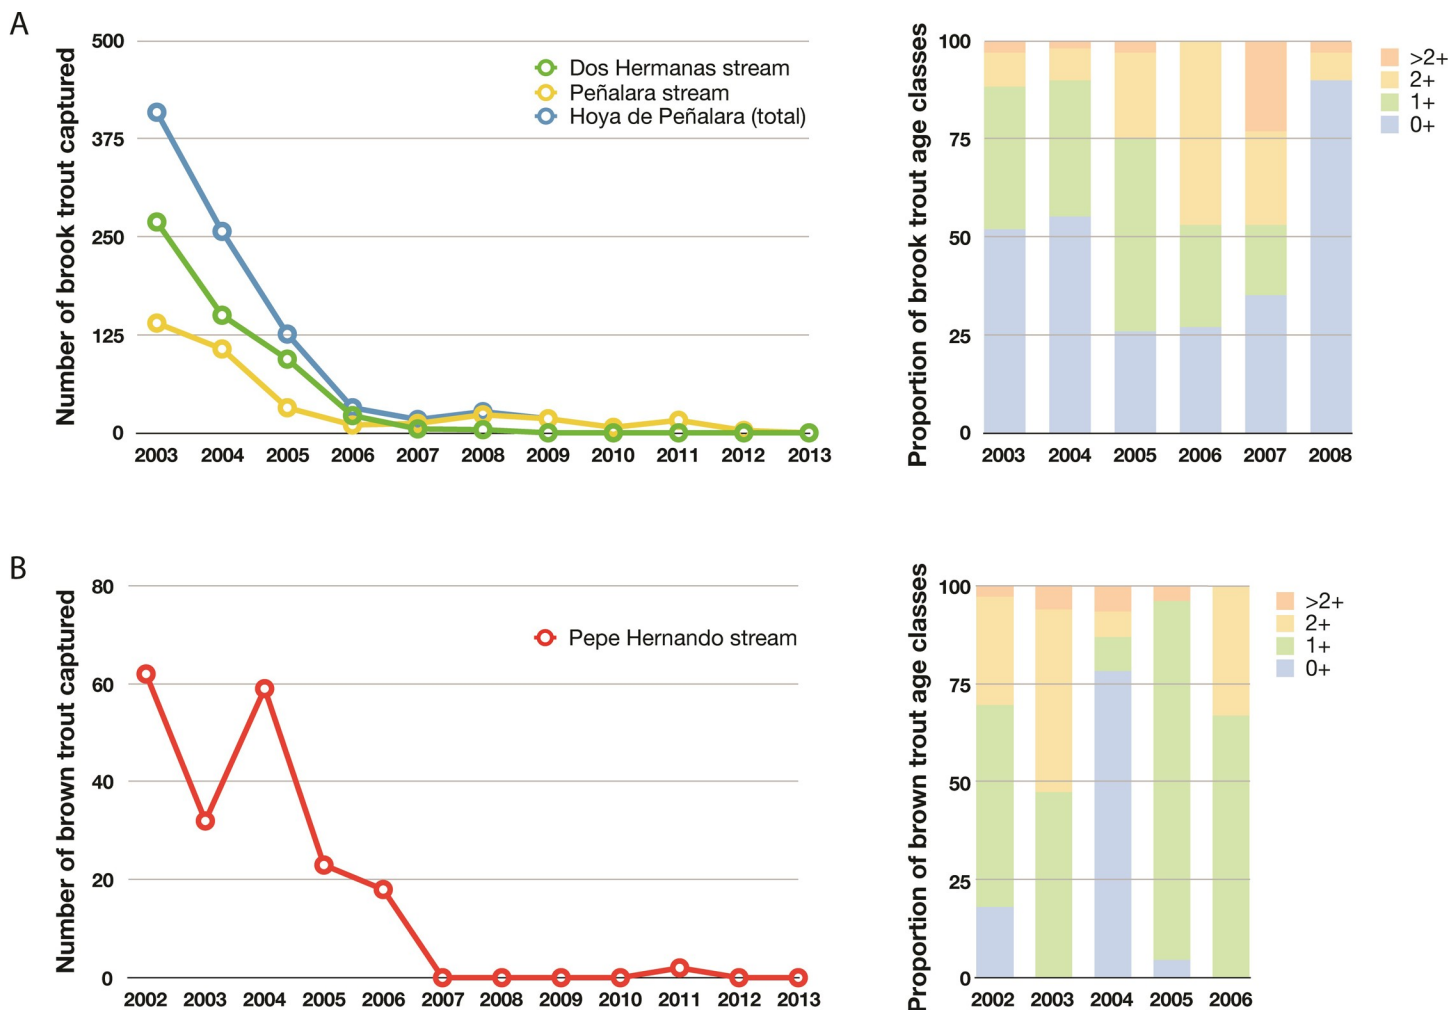 A
Number of brook trout captured
500
375
250
125
0
Dos Hermanas stream
Peñalara stream
Hoya de Peñalara (total)
2003 2004 2005 2006 2007 2008 2009 2010 2011 2012 2013
Proportion of brook trout age classes
100
75
50
25
0
2003 2004 2005 2006 2007 2008
>2+
2+
1+
0+
B
Number of brown trout captured
80
60
40
20
0
Pepe Hernando stream
2002 2003 2004 2005 2006 2007 2008 2009 2010 2011 2012 2013
Proportion of brown trout age classes
100
75
50
25
0
2002 2003 2004 2005 2006
>2+
2+
1+
0+